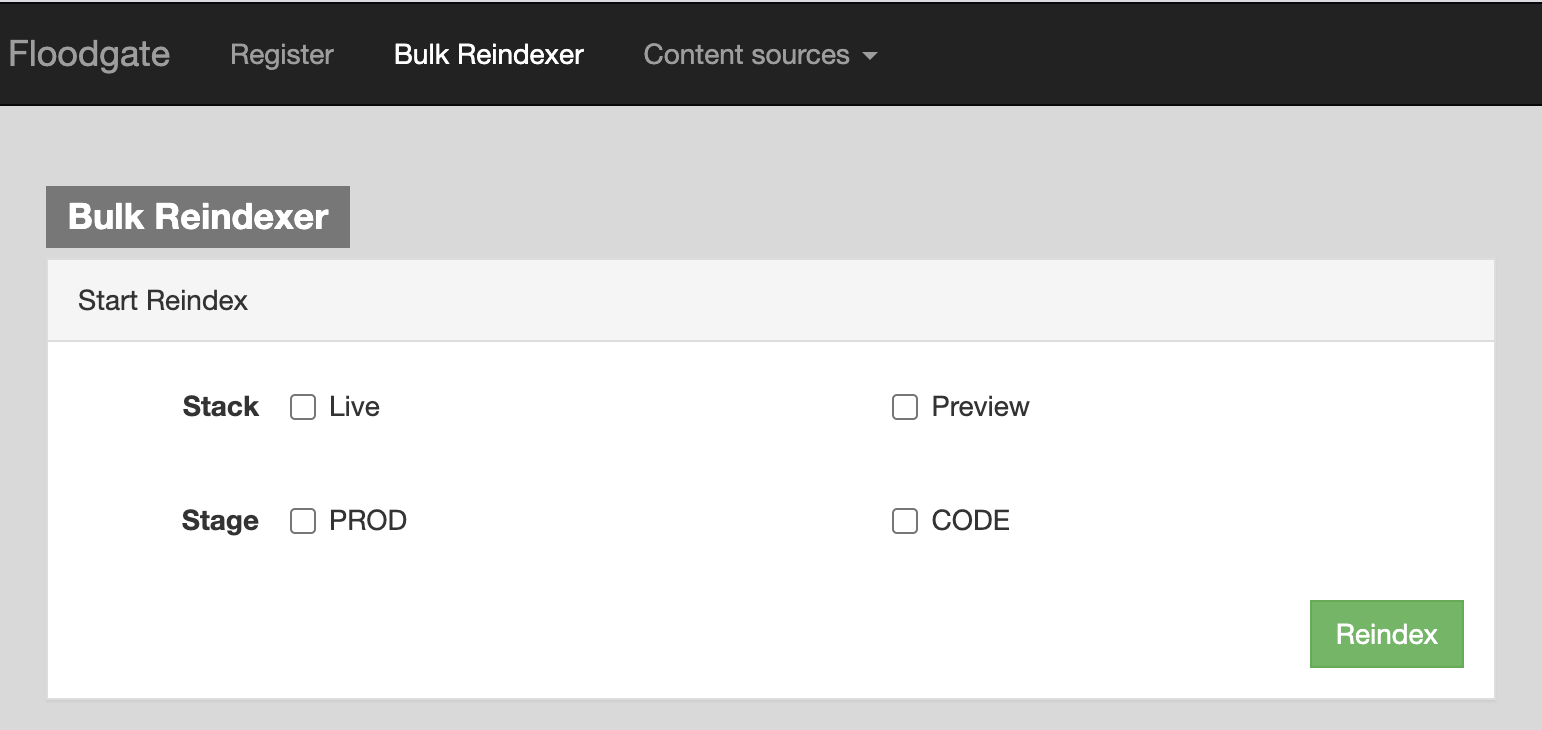 Floodgate Register Bulk Reindexer Content sources
Bulk Reindexer
Start Reindex
Stack Live Preview
Stage PROD CODE
Reindex